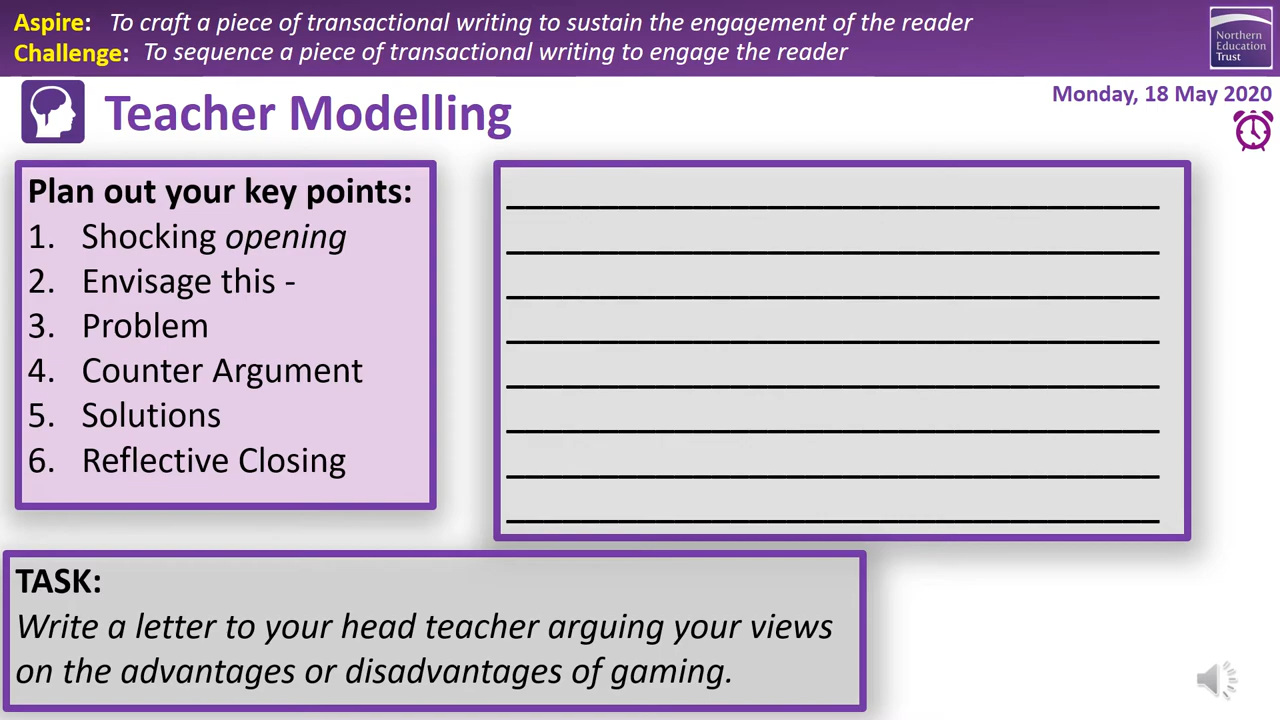 Aspire: To craft a piece of transactional writing to sustain the engagement of the reader
Challenge: To sequence a piece of transactional writing to engage the reader
Northern
Education
Trust
Teacher Modelling
Monday, 18 May 2020
Plan out your key points:
1. Shocking opening
2. Envisage this -
3. Problem
4. Counter Argument
5. Solutions
6. Reflective Closing
TASK:
Write a letter to your head teacher arguing your views
on the advantages or disadvantages of gaming.